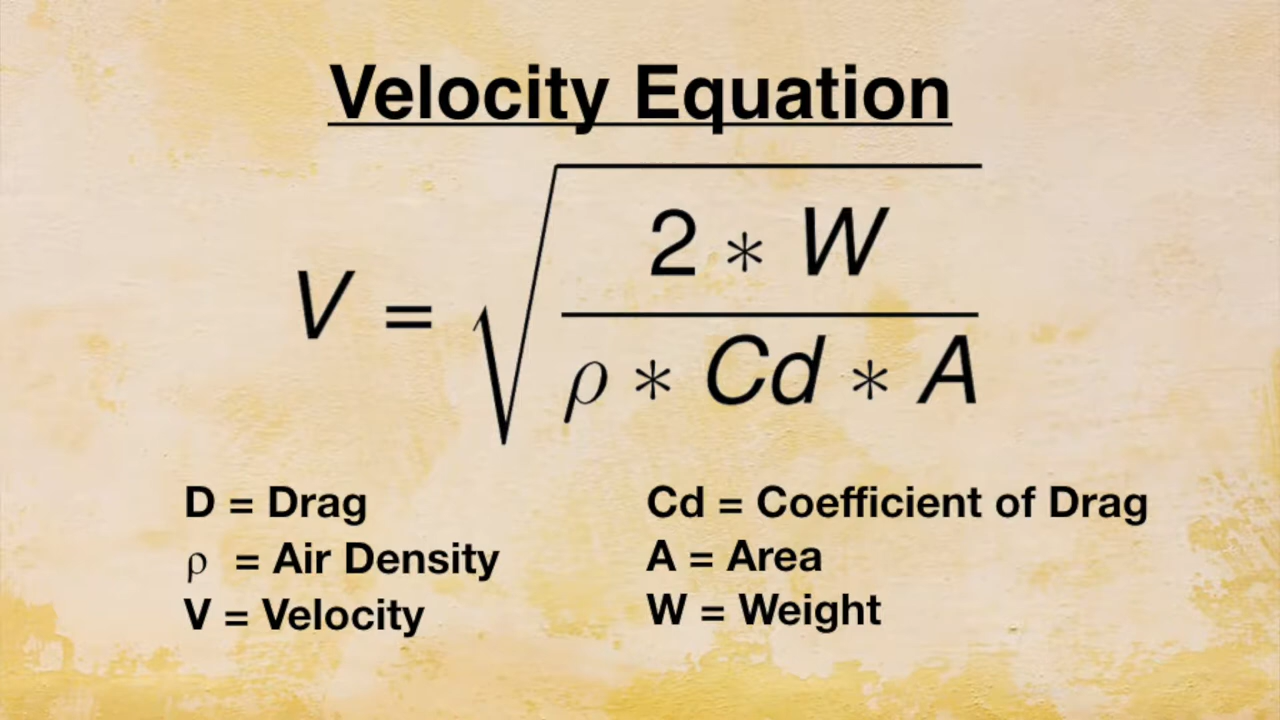 Velocity Equation
V = √((2 * W) / (ρ * Cd * A))
D = Drag
ρ = Air Density
V = Velocity
Cd = Coefficient of Drag
A = Area
W = Weight